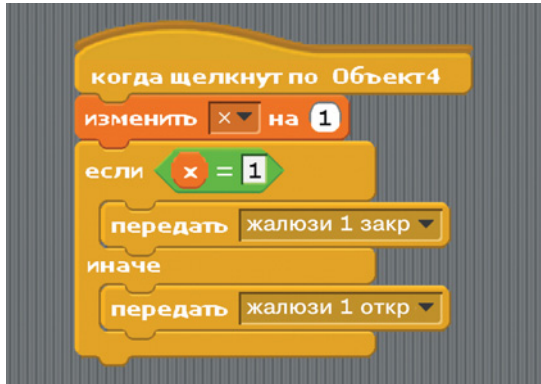 когда щелкнут по Объект4
изменить x на 1
если x = 1
передать жалюзи 1 закр
иначе
передать жалюзи 1 откр